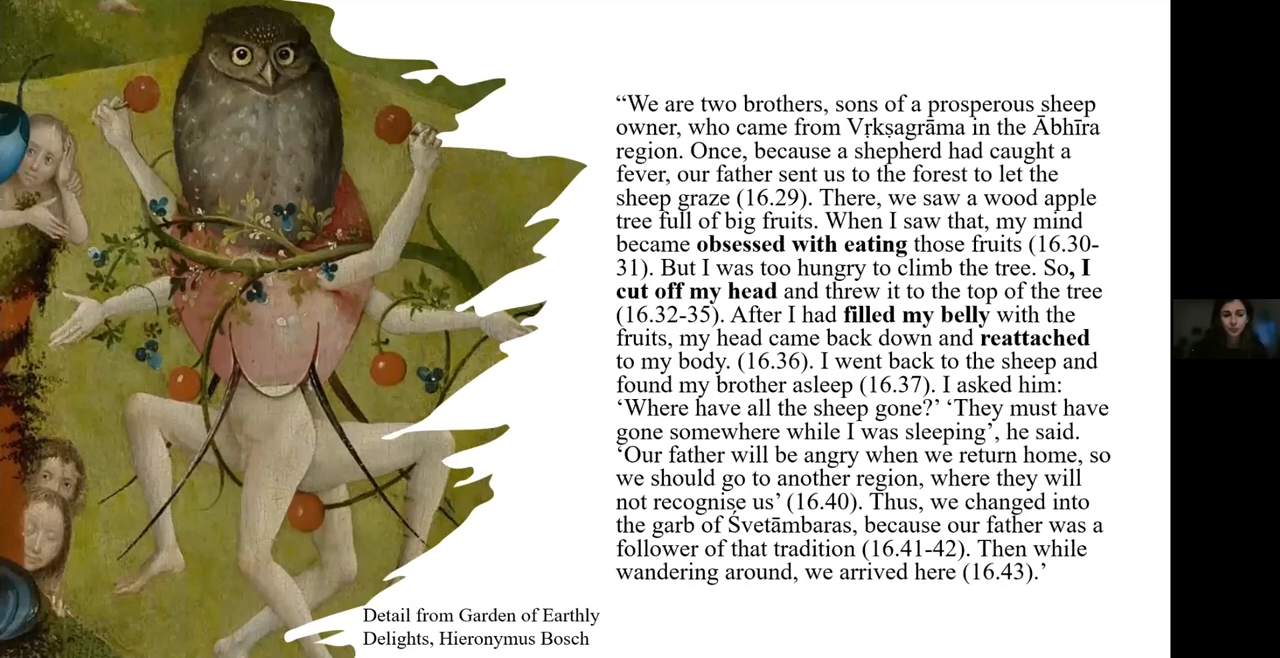 “We are two brothers, sons of a prosperous sheep
owner, who came from Vṛkṣagrāma in the Ābhīra
region. Once, because a shepherd had caught a
fever, our father sent us to the forest to let the
sheep graze (16.29). There, we saw a wood apple
tree full of big fruits. When I saw that, my mind
became obsessed with eating those fruits (16.30-
31). But I was too hungry to climb the tree. So, I
cut off my head and threw it to the top of the tree
(16.32-35). After I had filled my belly with the
fruits, my head came back down and reattached
to my body. (16.36). I went back to the sheep and
found my brother asleep (16.37). I asked him:
‘Where have all the sheep gone?’ ‘They must have
gone somewhere while I was sleeping’, he said.
‘Our father will be angry when we return home, so
we should go to another region, where they will
not recognise us’ (16.40). Thus, we changed into
the garb of Śvetāmbaras, because our father was a
follower of that tradition (16.41-42). Then while
wandering around, we arrived here (16.43).’
Detail from Garden of Earthly
Delights, Hieronymus Bosch